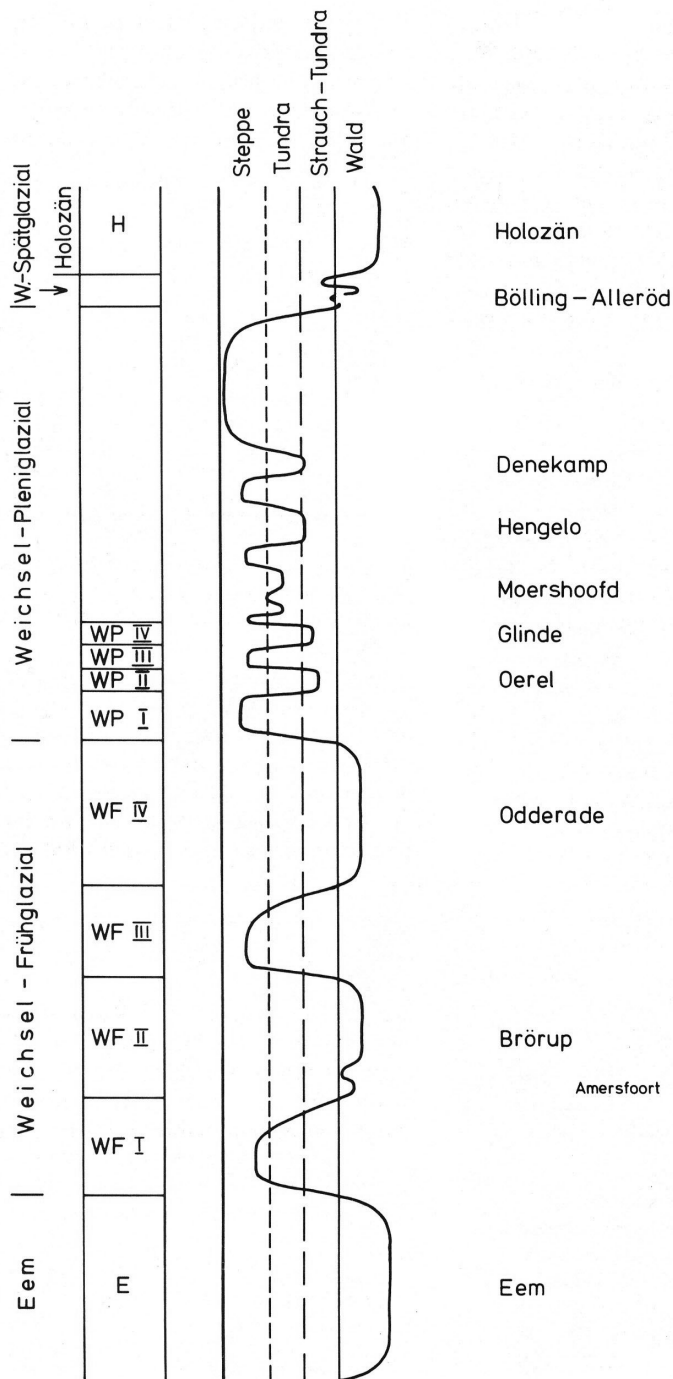 Steppe
Tundra
Strauch-Tundra
Wald
W.-Spätglazial
Holozän
H
Holozän
Bölling-Alleröd
Weichsel-Pleniglazial
Denekamp
Hengelo
Moershoofd
WP IV
Glinde
WP III
WP II
Oerel
WP I
Weichsel - Frühglazial
WF IV
Odderade
WF III
WF II
Brörup
Amersfoort
WF I
Eem
E
Eem